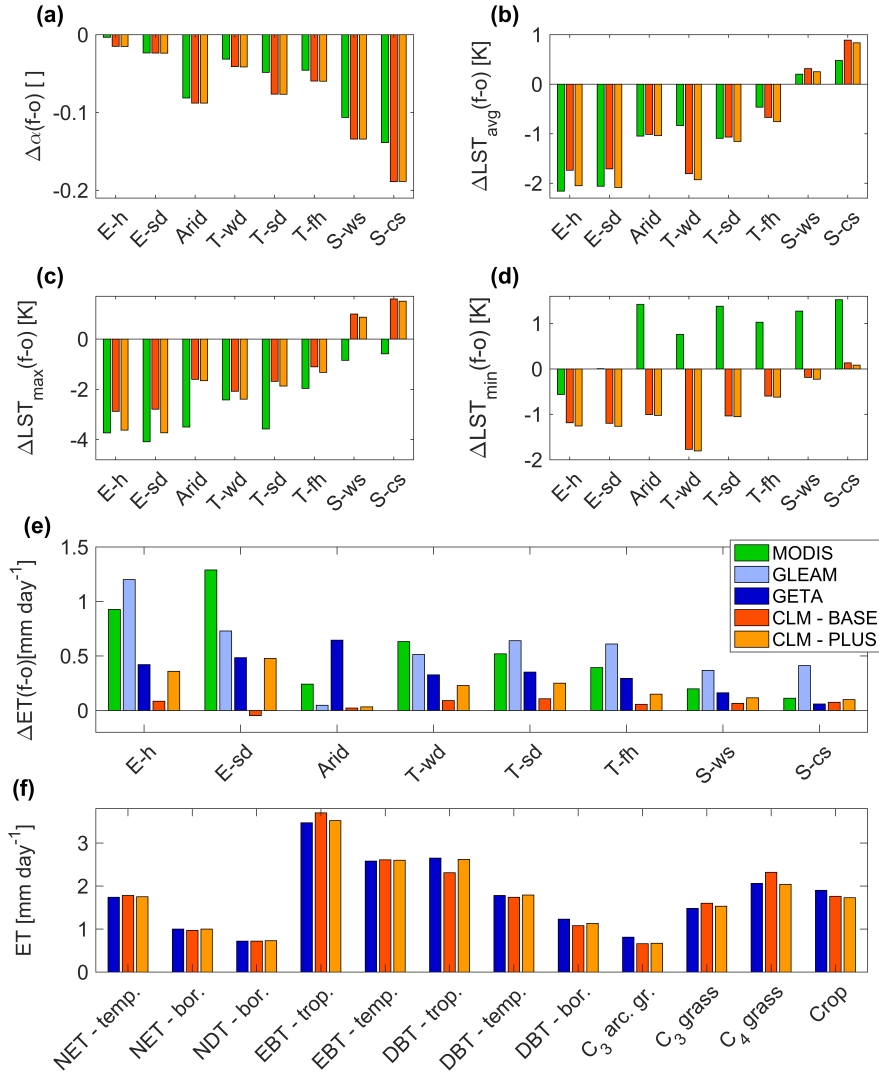 (a)
Δα(f-o) [ ]
0
-0.1
-0.2
E-h
E-sd
Arid
T-wd
T-sd
T-fh
S-ws
S-cs
(b)
ΔLSTavg(f-o) [K]
1
0
-1
-2
E-h
E-sd
Arid
T-wd
T-sd
T-fh
S-ws
S-cs
(c)
ΔLSTmax(f-o) [K]
0
-2
-4
E-h
E-sd
Arid
T-wd
T-sd
T-fh
S-ws
S-cs
(d)
ΔLSTmin(f-o) [K]
1
0
-1
-2
E-h
E-sd
Arid
T-wd
T-sd
T-fh
S-ws
S-cs
(e)
ΔET(f-o)[mm day⁻¹]
1.5
1
0.5
0
MODIS
GLEAM
GETA
CLM - BASE
CLM - PLUS
E-h
E-sd
Arid
T-wd
T-sd
T-fh
S-ws
S-cs
(f)
ET [mm day⁻¹]
3
2
1
0
NET - temp.
NET - bor.
NDT - bor.
EBT - trop.
EBT - temp.
DBT - trop.
DBT - temp.
DBT - bor.
C₃ arc. gr.
C₃ grass
C₄ grass
Crop